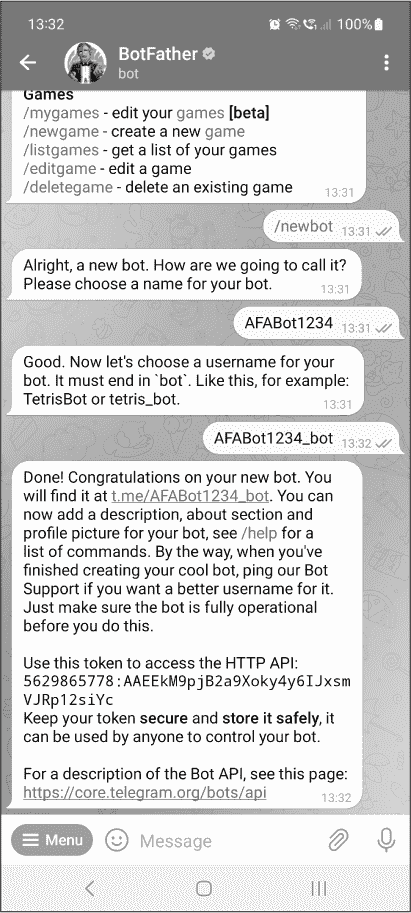 13:32
100%
BotFather
bot
Games
/mygames - edit your games [beta]
/newgame - create a new game
/listgames - get a list of your games
/editgame - edit a game
/deletegame - delete an existing game
13:31
/newbot 13:31
Alright, a new bot. How are we going to call it?
Please choose a name for your bot.
13:31
AFABot1234 13:31
Good. Now let's choose a username for your
bot. It must end in `bot`. Like this, for example:
TetrisBot or tetris_bot.
13:31
AFABot1234_bot 13:32
Done! Congratulations on your new bot. You
will find it at t.me/AFABot1234_bot. You can
now add a description, about section and
profile picture for your bot, see /help for a
list of commands. By the way, when you've
finished creating your cool bot, ping our Bot
Support if you want a better username for it.
Just make sure the bot is fully operational
before you do this.
Use this token to access the HTTP API:
5629865778:AAEEkM9pjB2a9Xoky4y6IJxsm
VJRp12siYc
Keep your token secure and store it safely, it
can be used by anyone to control your bot.
For a description of the Bot API, see this page:
https://core.telegram.org/bots/api
13:32
Menu
Message